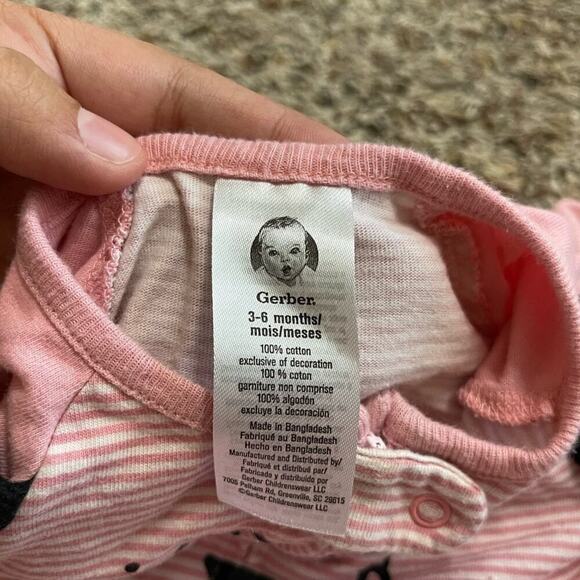 Gerber.
3-6 months/
mois/meses
100% cotton
exclusive of decoration
100 % coton
garniture non comprise
100% algodón
excluye la decoración
Made in Bangladesh
Fabriqué au Bangladesh
Hecho en Bangladesh
Manufactured and Distributed by/
Fabriqué et distribué par/
Fabricado y distribuido por
Gerber Childrenswear LLC
7005 Pelham Rd, Greenville, SC 29615
©Gerber Childrenswear LLC